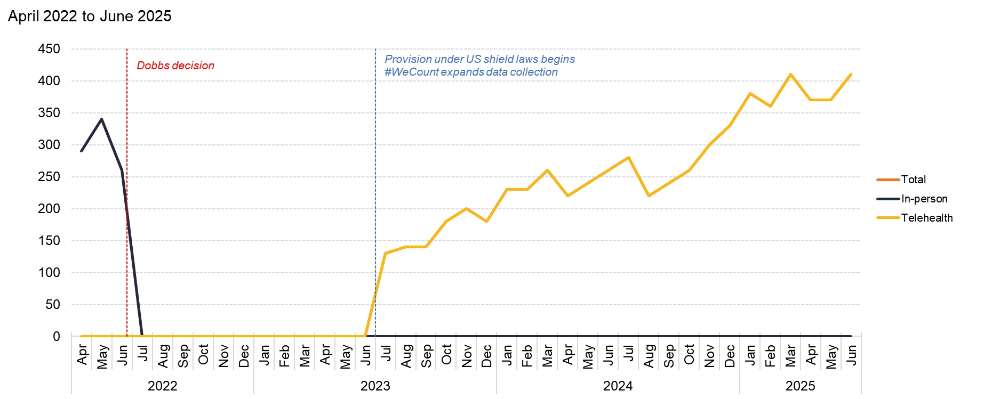 April 2022 to June 2025
450
400
350
300
250
200
150
100
50
0
Dobbs decision
Provision under US shield laws begins
#WeCount expands data collection
Total
In-person
Telehealth
Apr May Jun Jul Aug Sep Oct Nov Dec Jan Feb Mar Apr May Jun Jul Aug Sep Oct Nov Dec Jan Feb Mar Apr May Jun Jul Aug Sep Oct Nov Dec Jan Feb Mar Apr May Jun
2022 2023 2024 2025